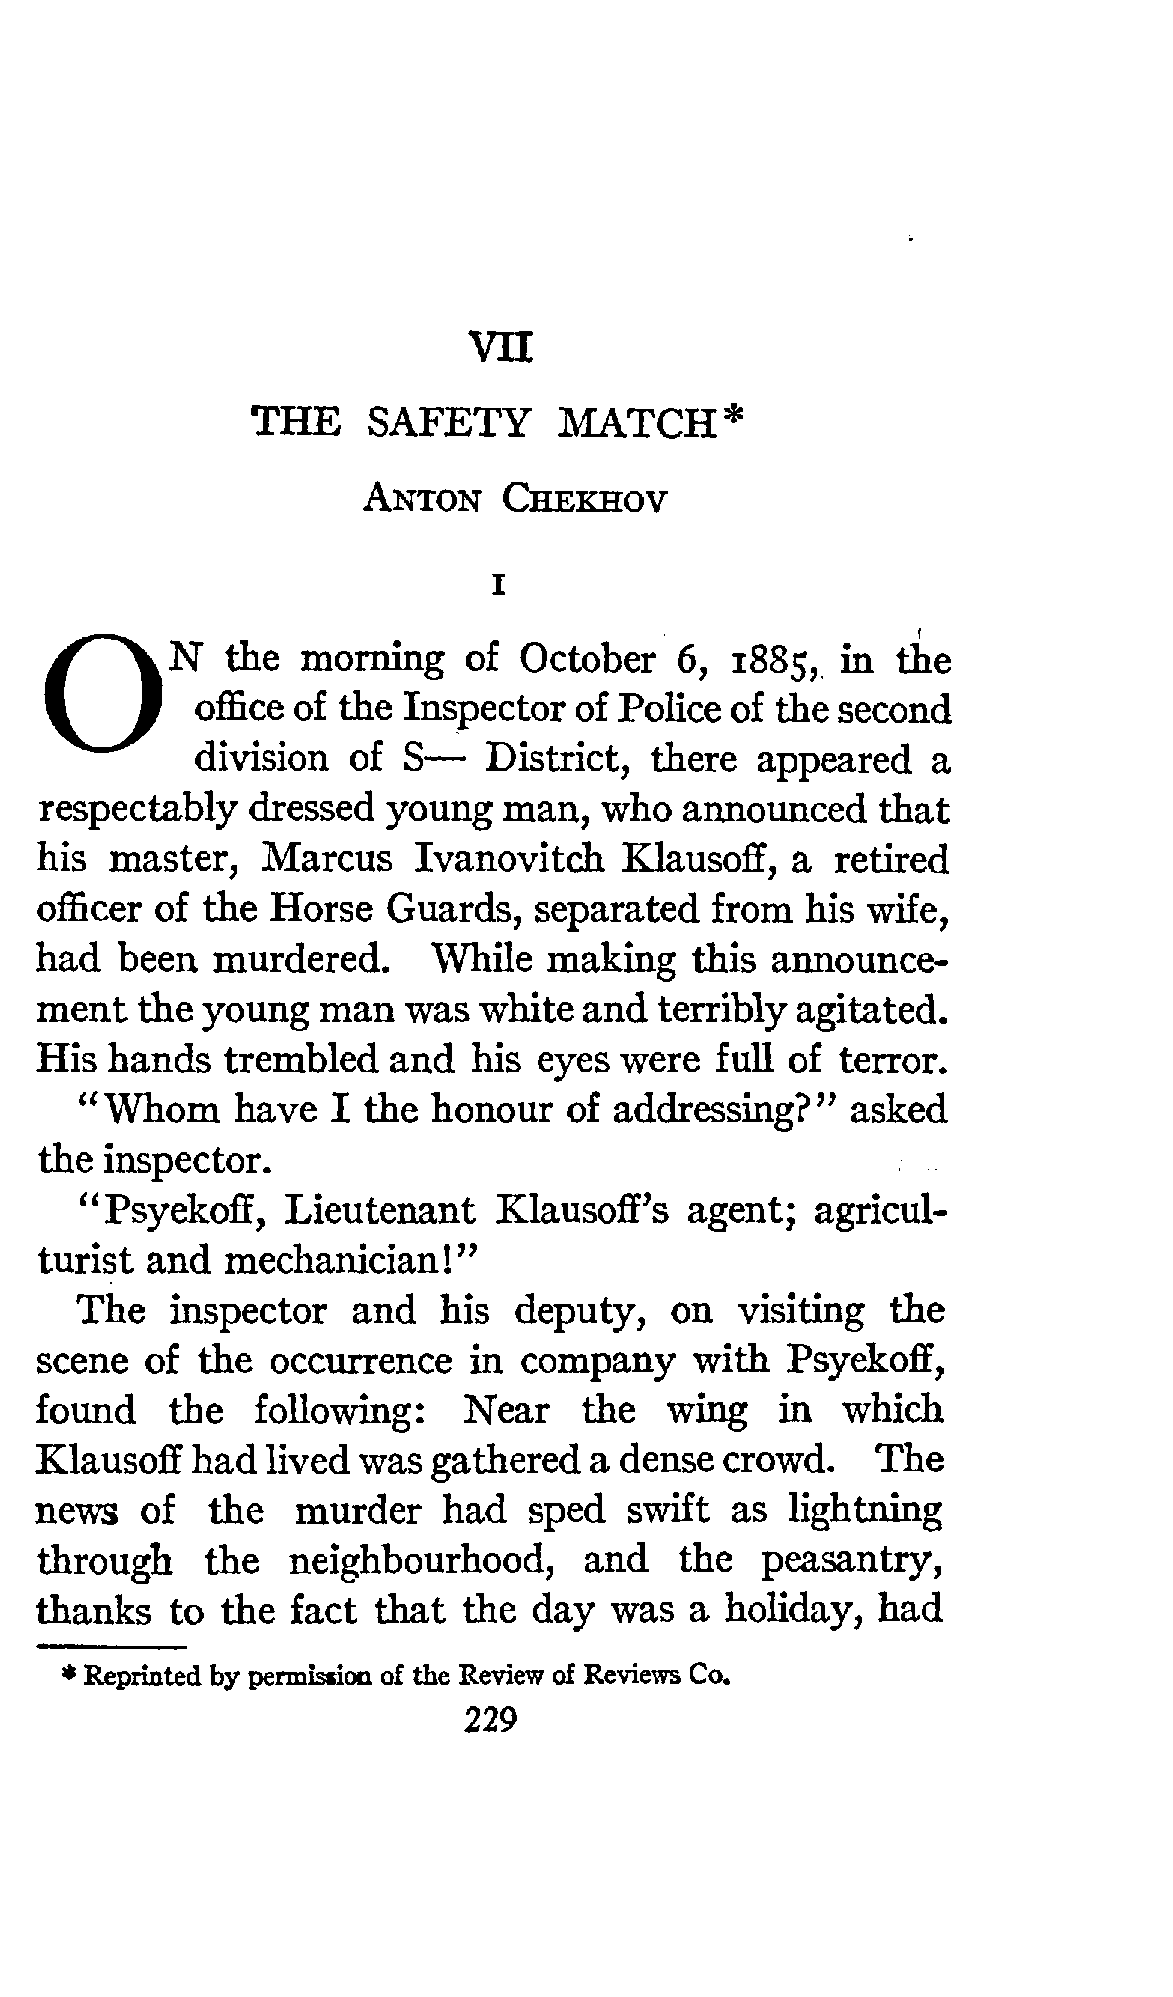 VII
THE SAFETY MATCH*
ANTON CHEKHOV
I
ON the morning of October 6, 1885, in the
office of the Inspector of Police of the second
division of S— District, there appeared a
respectably dressed young man, who announced that
his master, Marcus Ivanovitch Klausoff, a retired
officer of the Horse Guards, separated from his wife,
had been murdered. While making this announce-
ment the young man was white and terribly agitated.
His hands trembled and his eyes were full of terror.
"Whom have I the honour of addressing?" asked
the inspector.
"Psyekoff, Lieutenant Klausoff's agent; agricul-
turist and mechanician!"
The inspector and his deputy, on visiting the
scene of the occurrence in company with Psyekoff,
found the following: Near the wing in which
Klausoff had lived was gathered a dense crowd. The
news of the murder had sped swift as lightning
through the neighbourhood, and the peasantry,
thanks to the fact that the day was a holiday, had
* Reprinted by permission of the Review of Reviews Co.
229